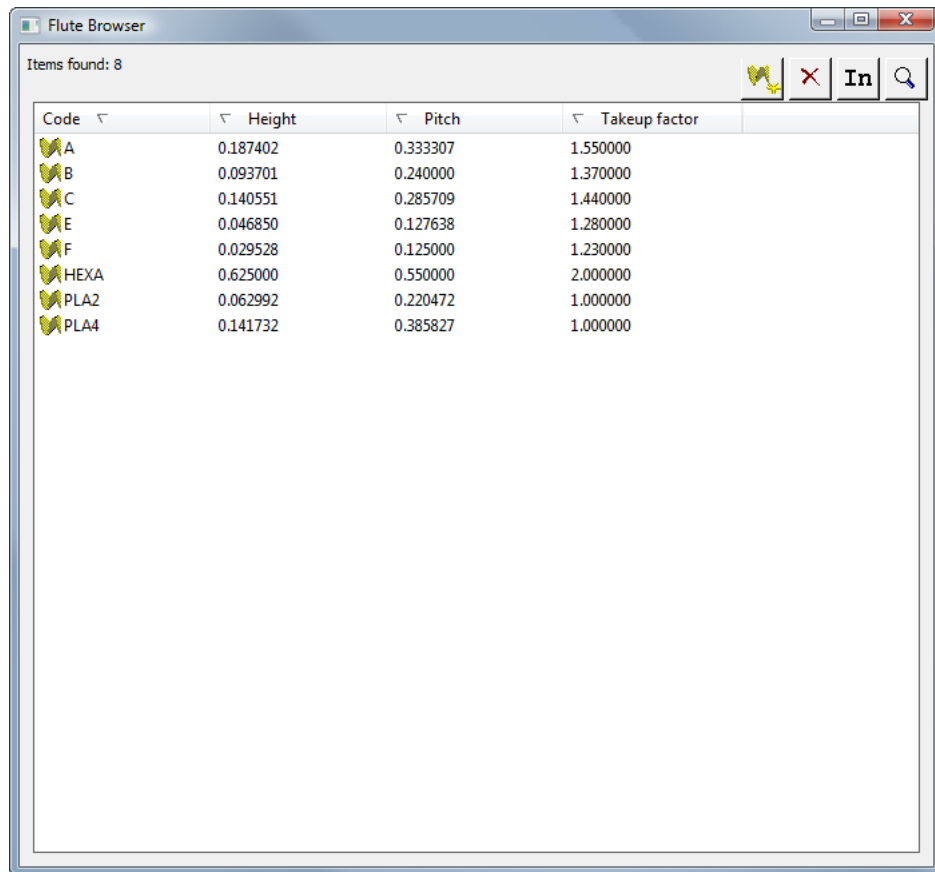 Flute Browser
Items found: 8
In
Code Height Pitch Takeup factor
A 0.187402 0.333307 1.550000
B 0.093701 0.240000 1.370000
C 0.140551 0.285709 1.440000
E 0.046850 0.127638 1.280000
F 0.029528 0.125000 1.230000
HEXA 0.625000 0.550000 2.000000
PLA2 0.062992 0.220472 1.000000
PLA4 0.141732 0.385827 1.000000